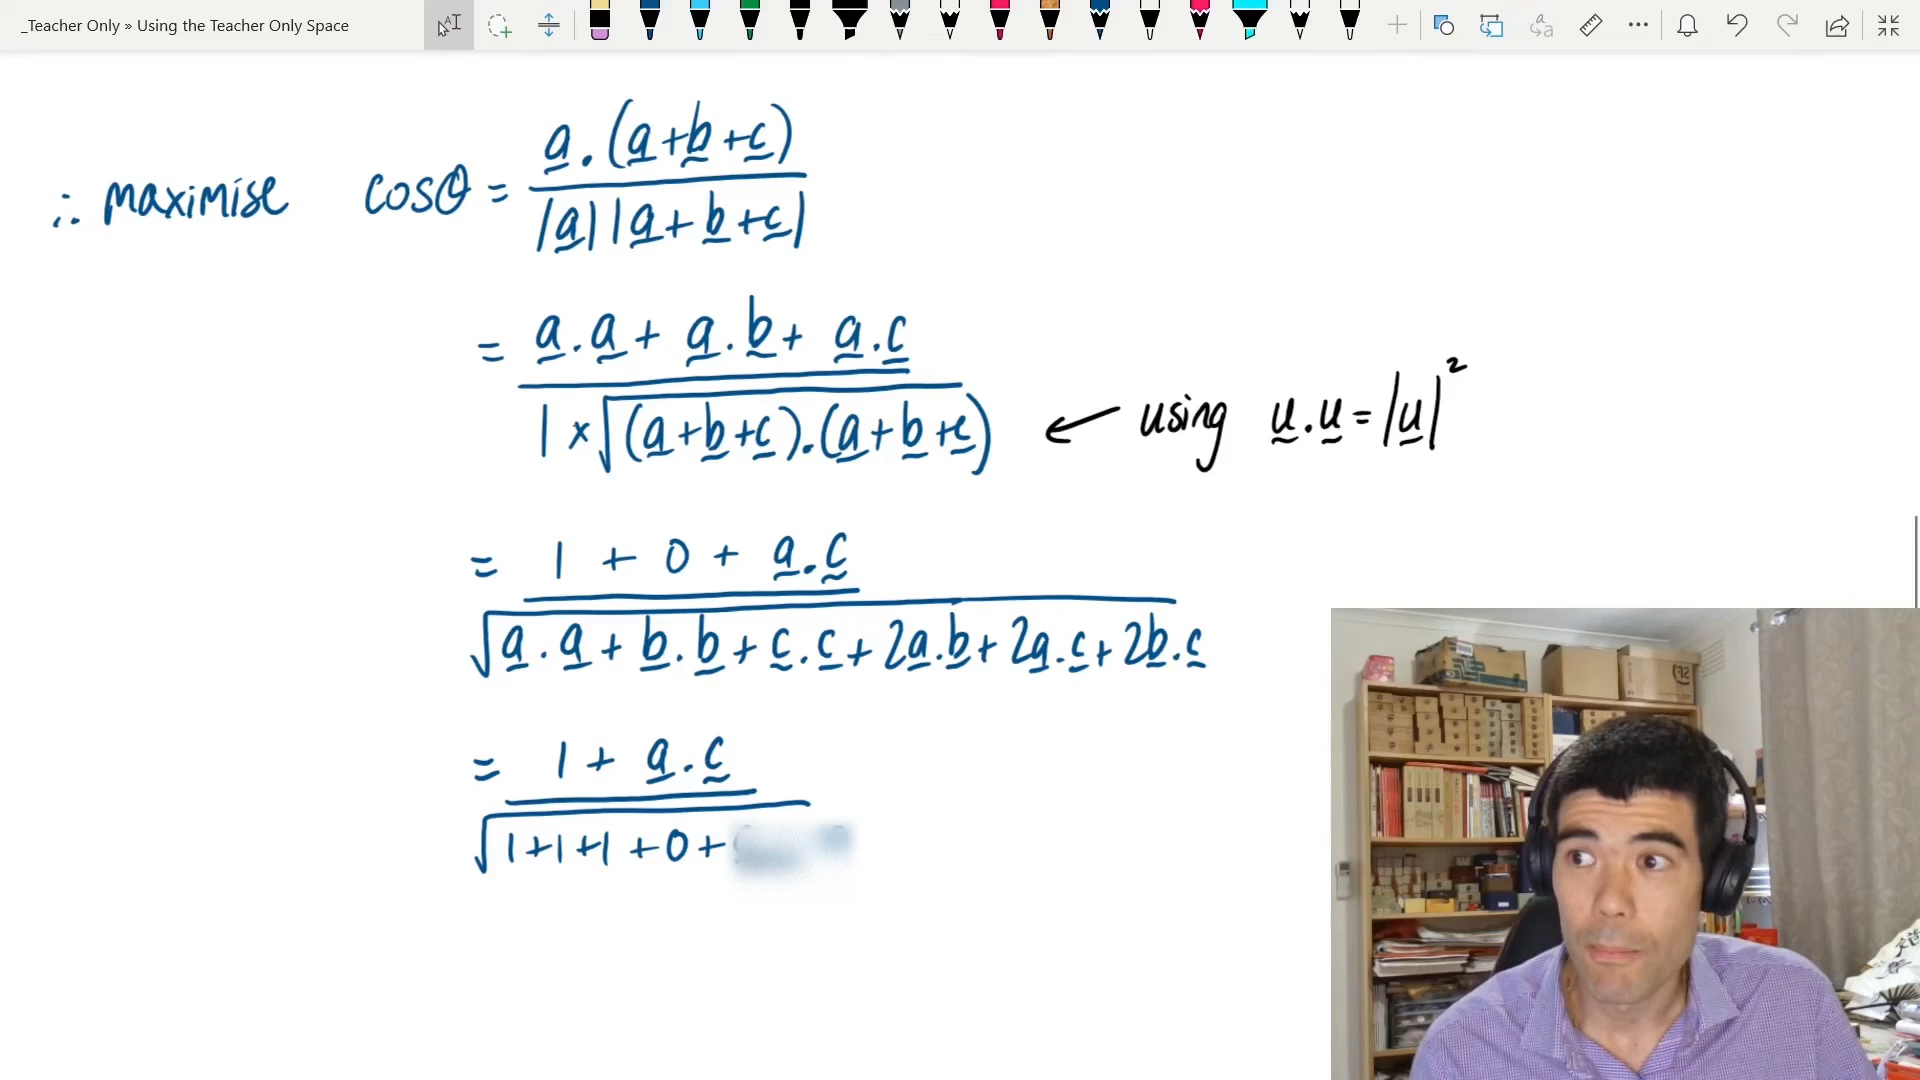 _Teacher Only » Using the Teacher Only Space
∴ maximise cosθ = a.(a+b+c) / |a||a+b+c|
= a.a + a.b + a.c / 1×√(a+b+c).(a+b+c) ← using u.u=|u|²
= 1 + 0 + a.c / √a.a + b.b + c.c + 2a.b + 2a.c + 2b.c
= 1 + a.c / √1+1+1+0+